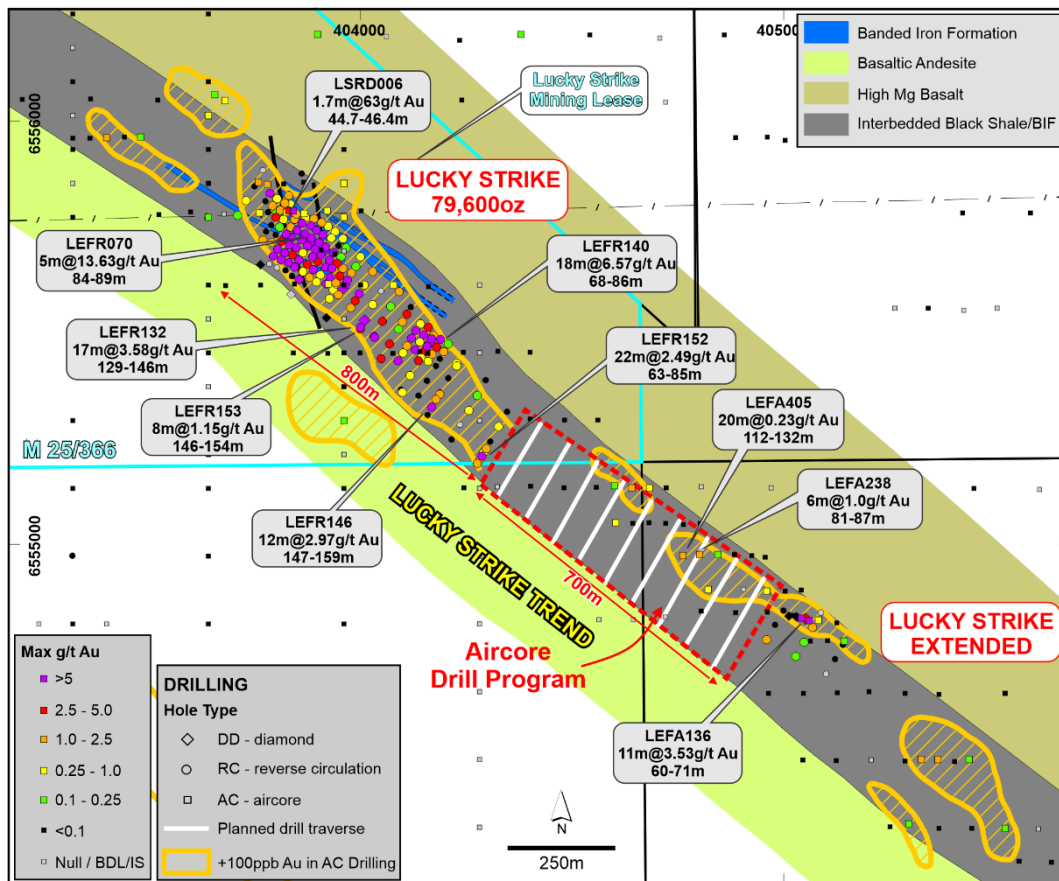 404000
405000
6556000
6555000
Banded Iron Formation
Basaltic Andesite
High Mg Basalt
Interbedded Black Shale/BIF
LSRD006
1.7m@63g/t Au
44.7-46.4m
Lucky Strike
Mining Lease
LUCKY STRIKE
79,600oz
LEFR070
5m@13.63g/t Au
84-89m
LEFR140
18m@6.57g/t Au
68-86m
LEFR132
17m@3.58g/t Au
129-146m
LEFR152
22m@2.49g/t Au
63-85m
LEFR153
8m@1.15g/t Au
146-154m
800m
LEFA405
20m@0.23g/t Au
112-132m
M 25/366
LEFA238
6m@1.0g/t Au
81-87m
LEFR146
12m@2.97g/t Au
147-159m
LUCKY STRIKE TREND
700m
LUCKY STRIKE
EXTENDED
Aircore
Drill Program
LEFA136
11m@3.53g/t Au
60-71m
Max g/t Au
>5
2.5 - 5.0
1.0 - 2.5
0.25 - 1.0
0.1 - 0.25
<0.1
Null / BDL/IS
DRILLING
Hole Type
DD - diamond
RC - reverse circulation
AC - aircore
Planned drill traverse
+100ppb Au in AC Drilling
N
250m